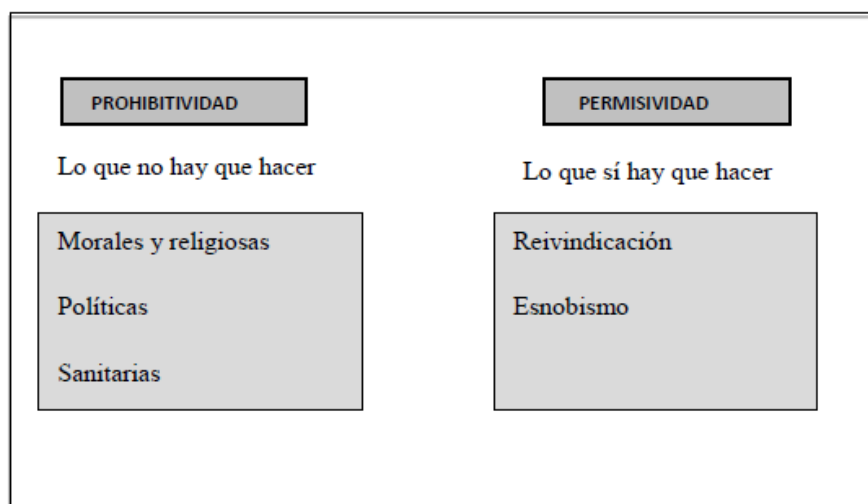 PROHIBITIVIDAD
Lo que no hay que hacer
Morales y religiosas
Políticas
Sanitarias
PERMISIVIDAD
Lo que sí hay que hacer
Reivindicación
Esnobismo